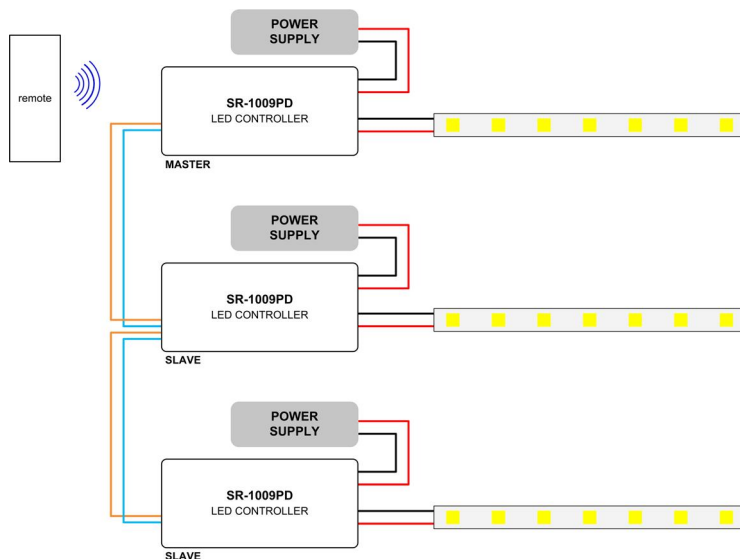 POWER
SUPPLY
remote
SR-1009PD
LED CONTROLLER
MASTER
POWER
SUPPLY
SR-1009PD
LED CONTROLLER
SLAVE
POWER
SUPPLY
SR-1009PD
LED CONTROLLER
SLAVE